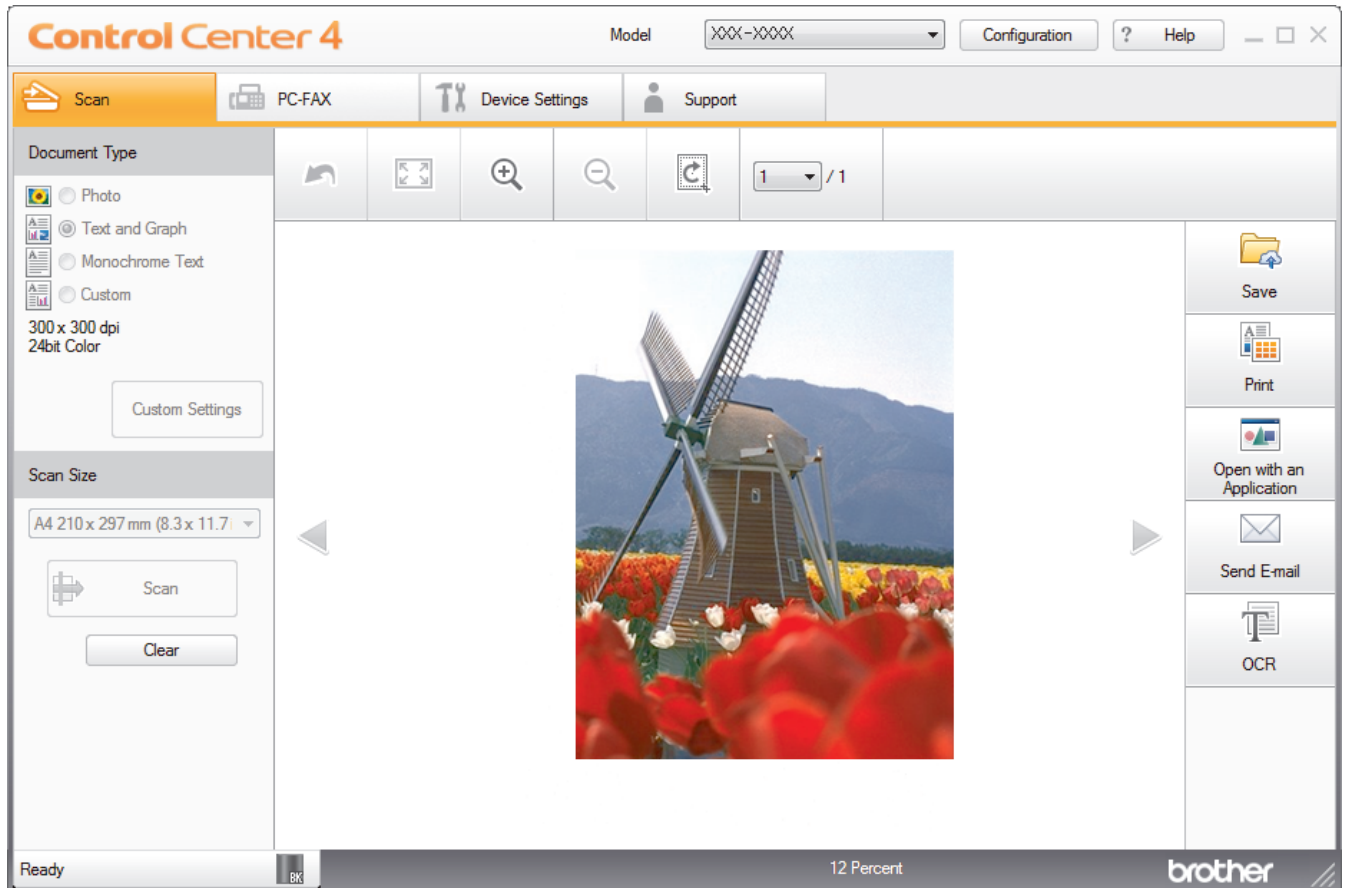 Control Center 4
Model
XXX-XXXX
Configuration
? Help
Scan
PC-FAX
Device Settings
Support
Document Type
Photo
Text and Graph
Monochrome Text
Custom
300 x 300 dpi
24bit Color
Custom Settings
Scan Size
A4 210 x 297 mm (8.3 x 11.7
Scan
Clear
1 / 1
Save
Print
Open with an
Application
Send E-mail
OCR
Ready
BK
12 Percent
brother